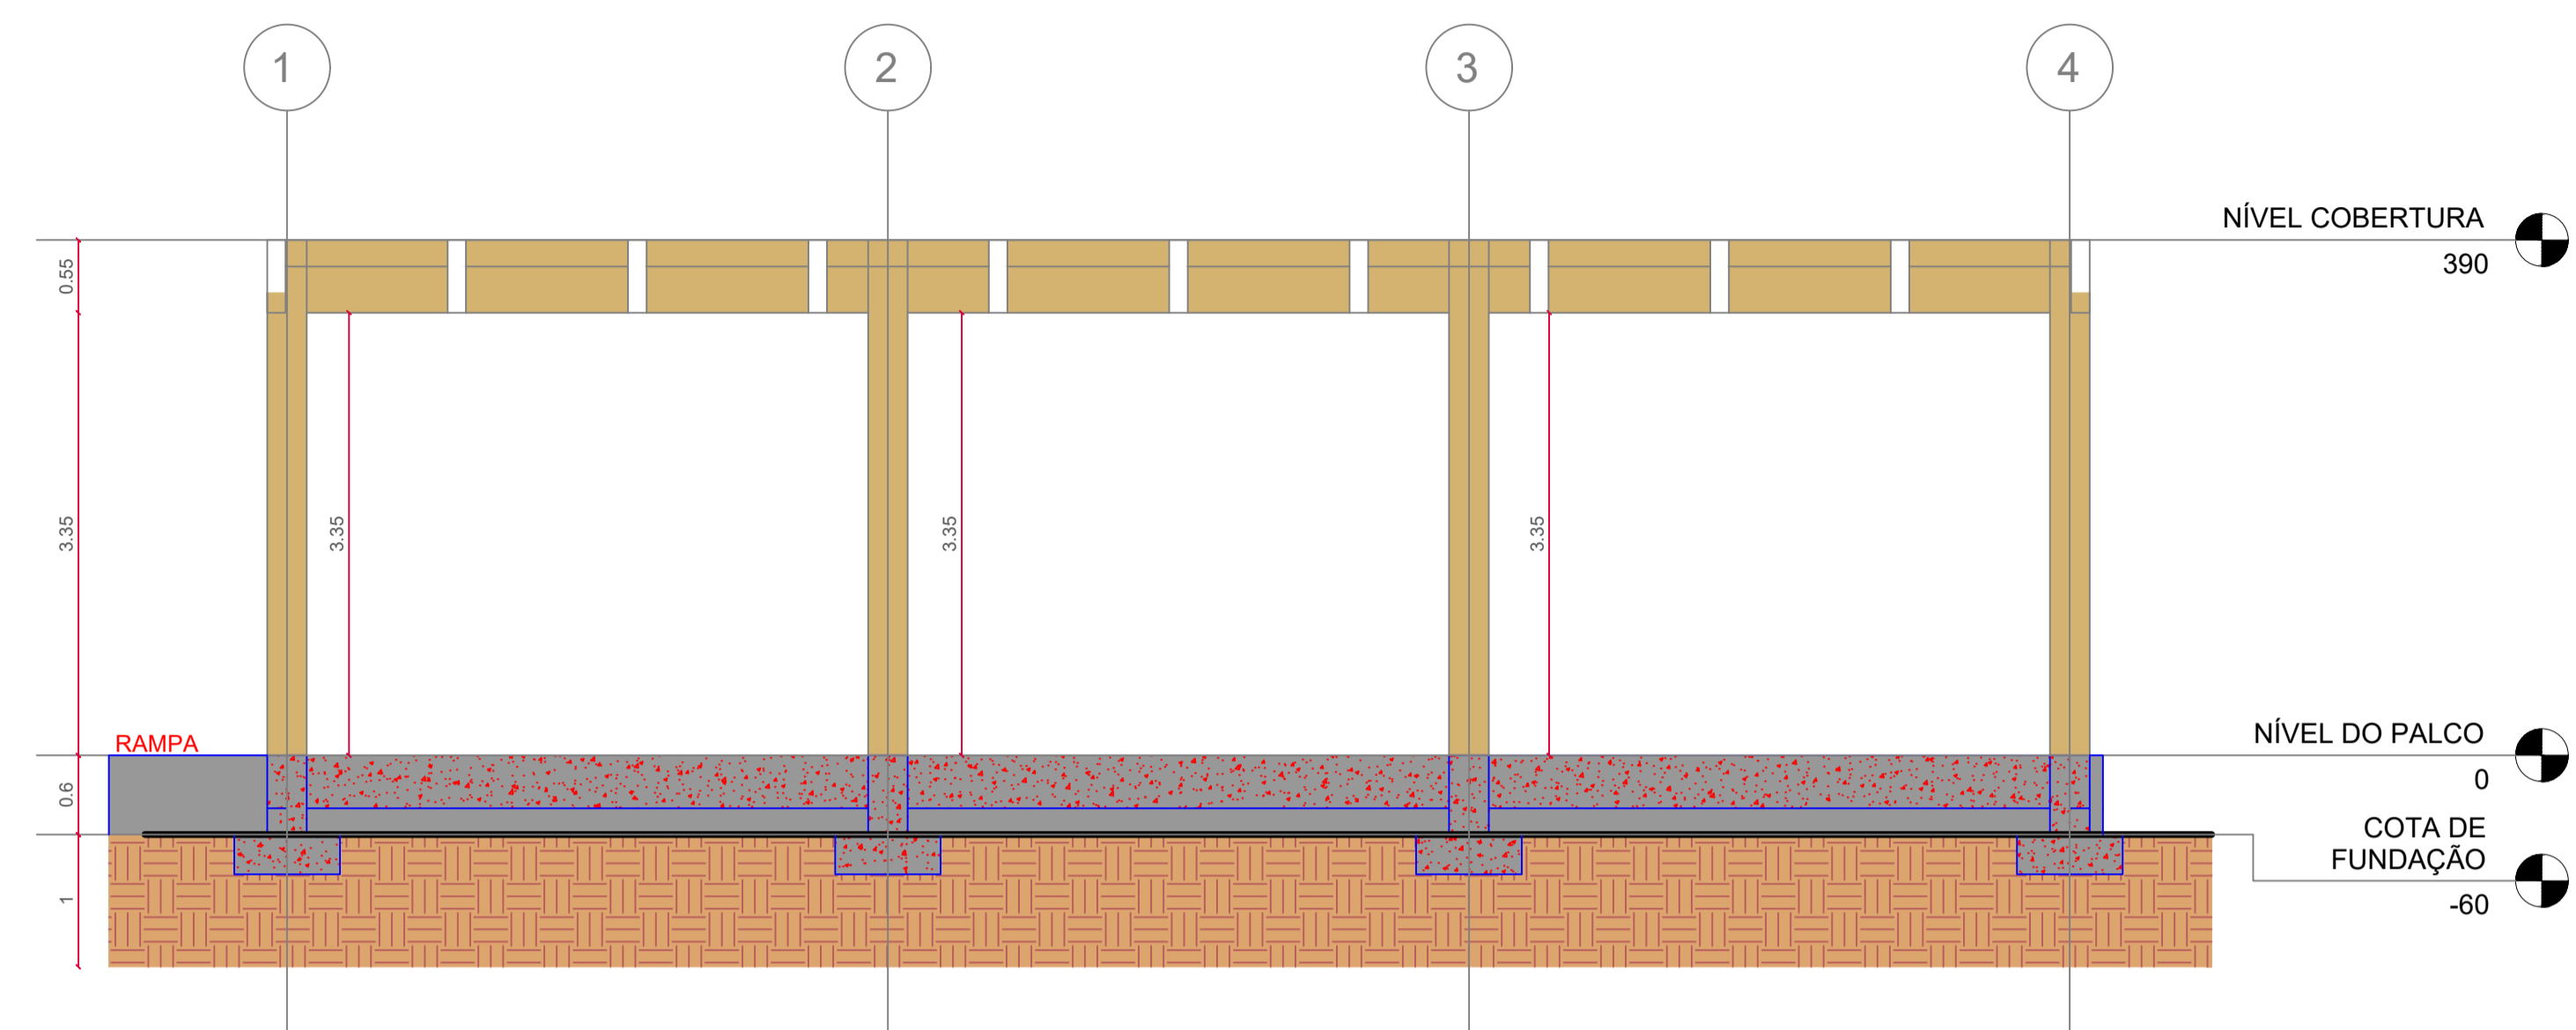 1
2
3
4
NÍVEL COBERTURA
390
0.55
3.35
3.35
3.35
3.35
RAMPA
NÍVEL DO PALCO
0
0.6
COTA DE
FUNDAÇÃO
-60
1